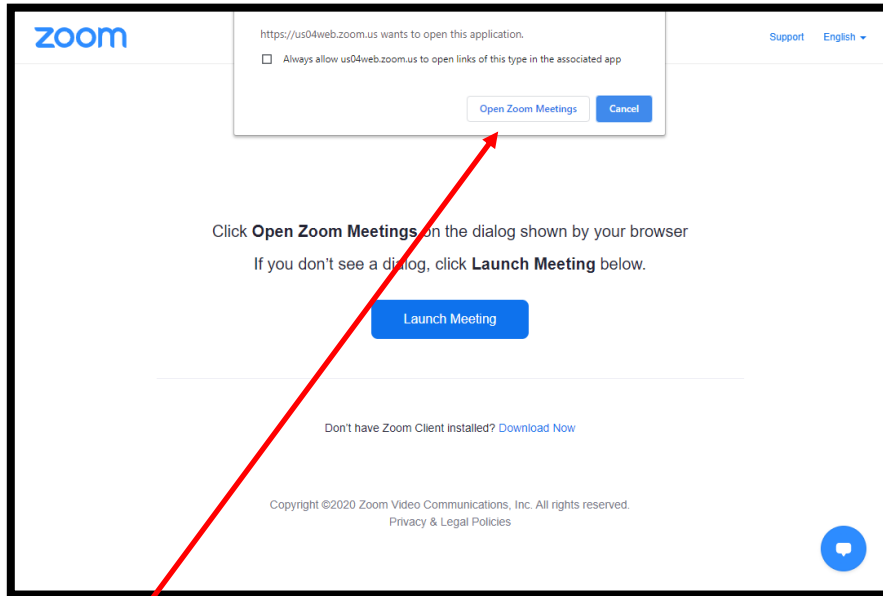 zoom
https://us04web.zoom.us wants to open this application.
Always allow us04web.zoom.us to open links of this type in the associated app
Open Zoom Meetings
Cancel
Support
English
Click Open Zoom Meetings on the dialog shown by your browser
If you don't see a dialog, click Launch Meeting below.
Launch Meeting
Don't have Zoom Client installed? Download Now
Copyright ©2020 Zoom Video Communications, Inc. All rights reserved.
Privacy & Legal Policies